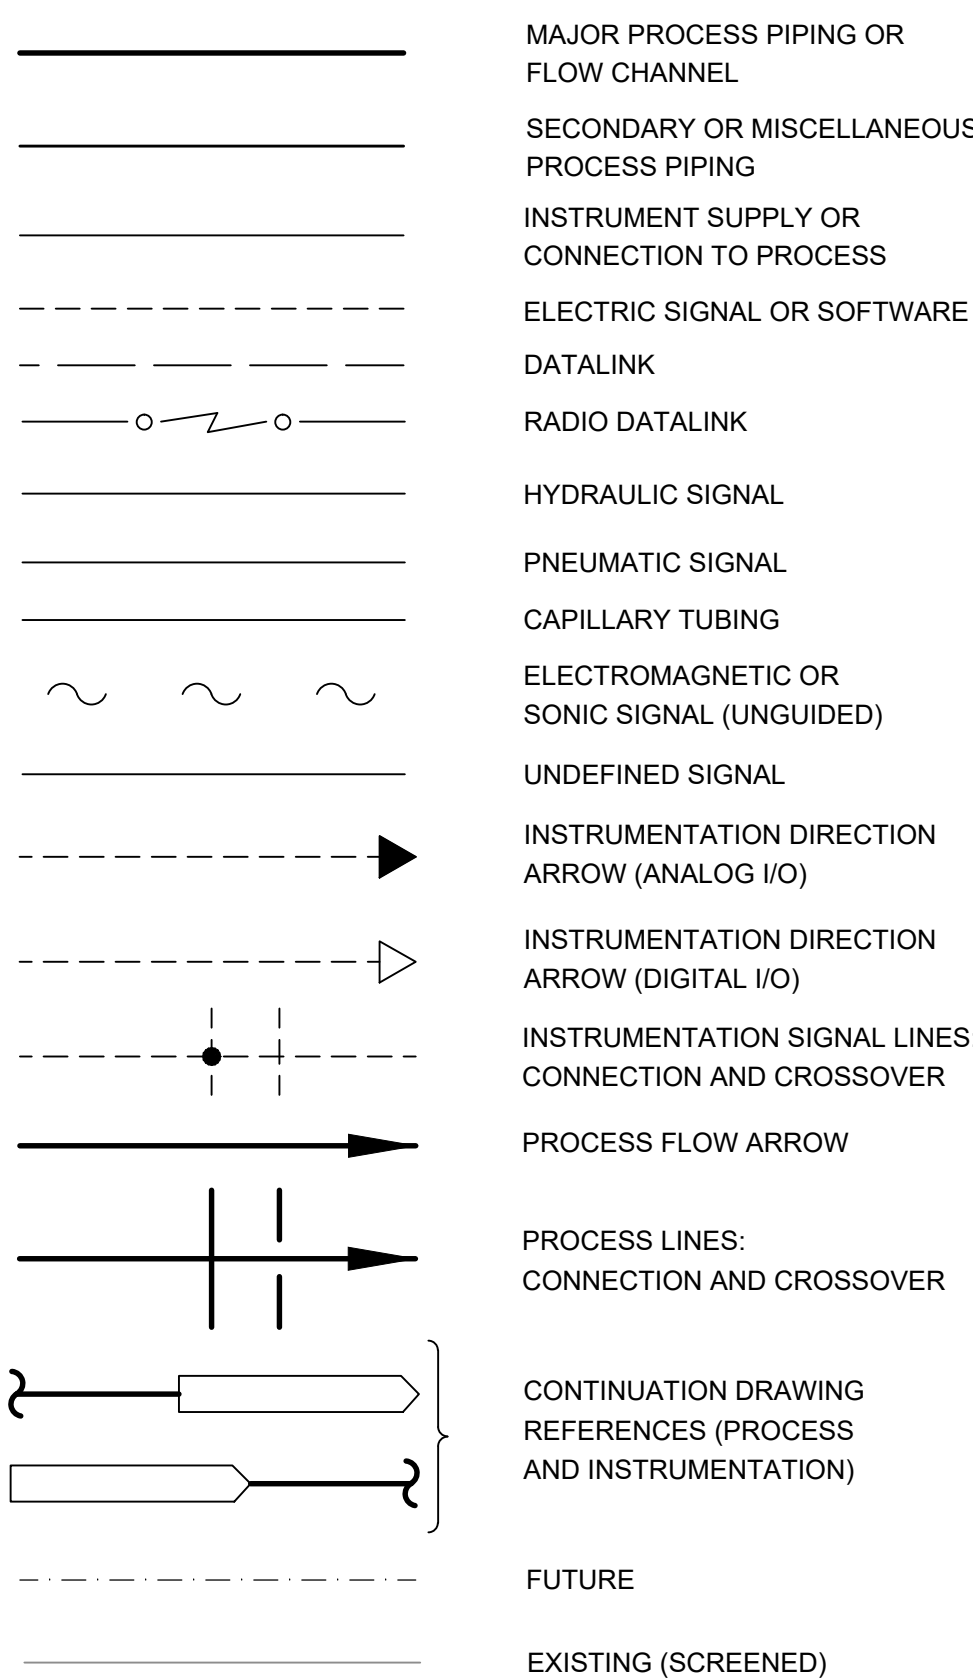 MAJOR PROCESS PIPING OR
FLOW CHANNEL
SECONDARY OR MISCELLANEOUS
PROCESS PIPING
INSTRUMENT SUPPLY OR
CONNECTION TO PROCESS
ELECTRIC SIGNAL OR SOFTWARE
DATALINK
RADIO DATALINK
HYDRAULIC SIGNAL
PNEUMATIC SIGNAL
CAPILLARY TUBING
ELECTROMAGNETIC OR
SONIC SIGNAL (UNGUIDED)
UNDEFINED SIGNAL
INSTRUMENTATION DIRECTION
ARROW (ANALOG I/O)
INSTRUMENTATION DIRECTION
ARROW (DIGITAL I/O)
INSTRUMENTATION SIGNAL LINES:
CONNECTION AND CROSSOVER
PROCESS FLOW ARROW
PROCESS LINES:
CONNECTION AND CROSSOVER
CONTINUATION DRAWING
REFERENCES (PROCESS
AND INSTRUMENTATION)
FUTURE
EXISTING (SCREENED)